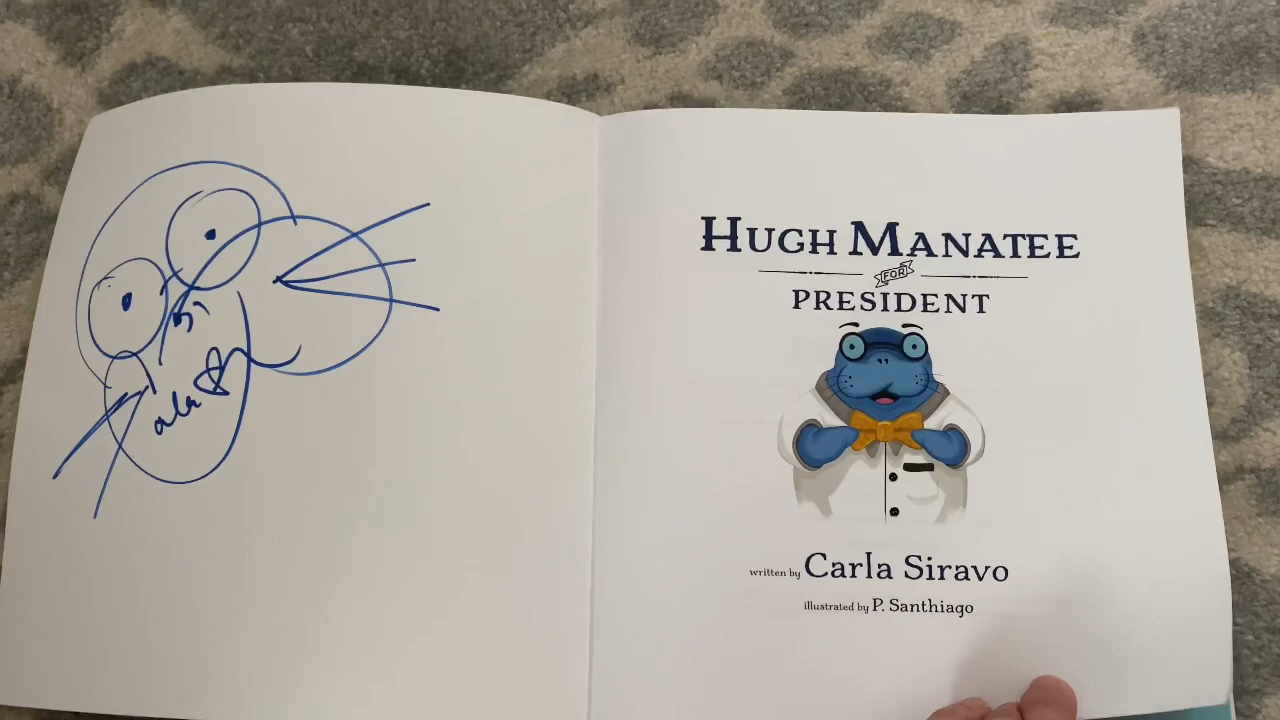 HUGH MANATEE
FOR
PRESIDENT
written by Carla Siravo
illustrated by P. Santhiago